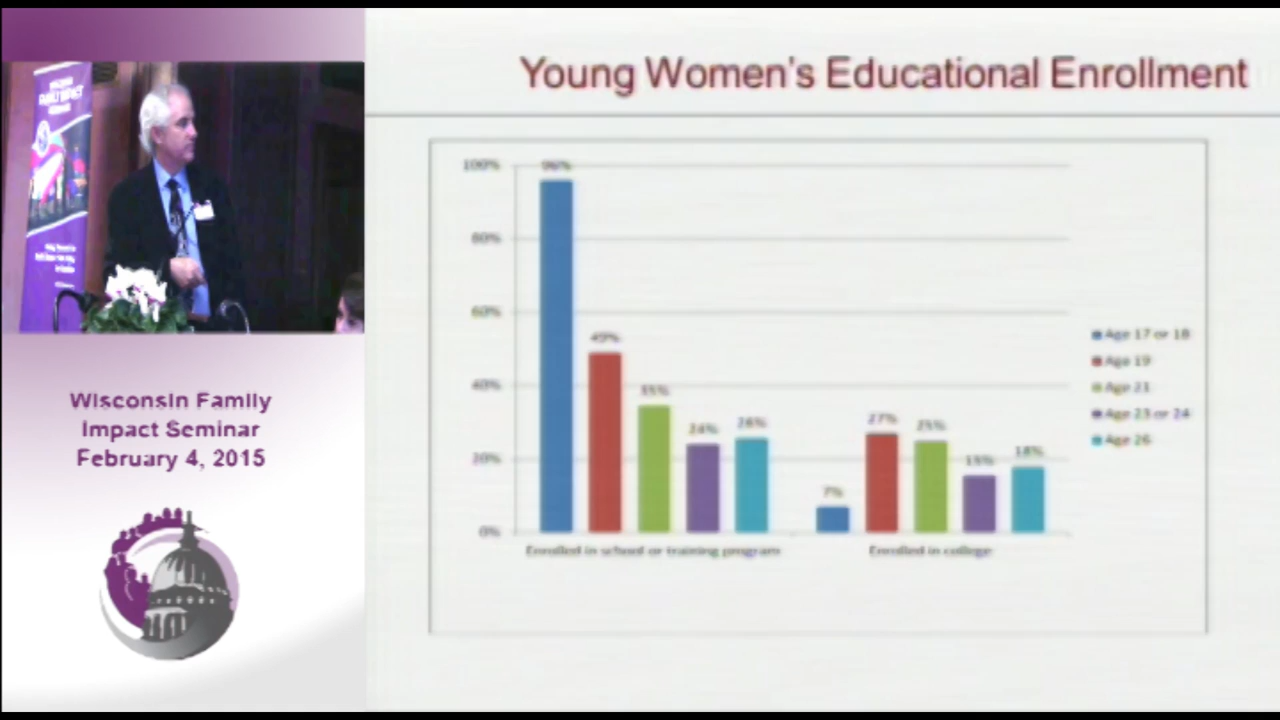 Young Women's Educational Enrollment
Wisconsin Family
Impact Seminar
February 4, 2015
100%
80%
60%
40%
20%
0%
96%
49%
35%
24%
26%
7%
27%
25%
15%
18%
Enrolled in school or training program
Enrolled in college
Age 17 or 18
Age 19
Age 21
Age 23 or 24
Age 26